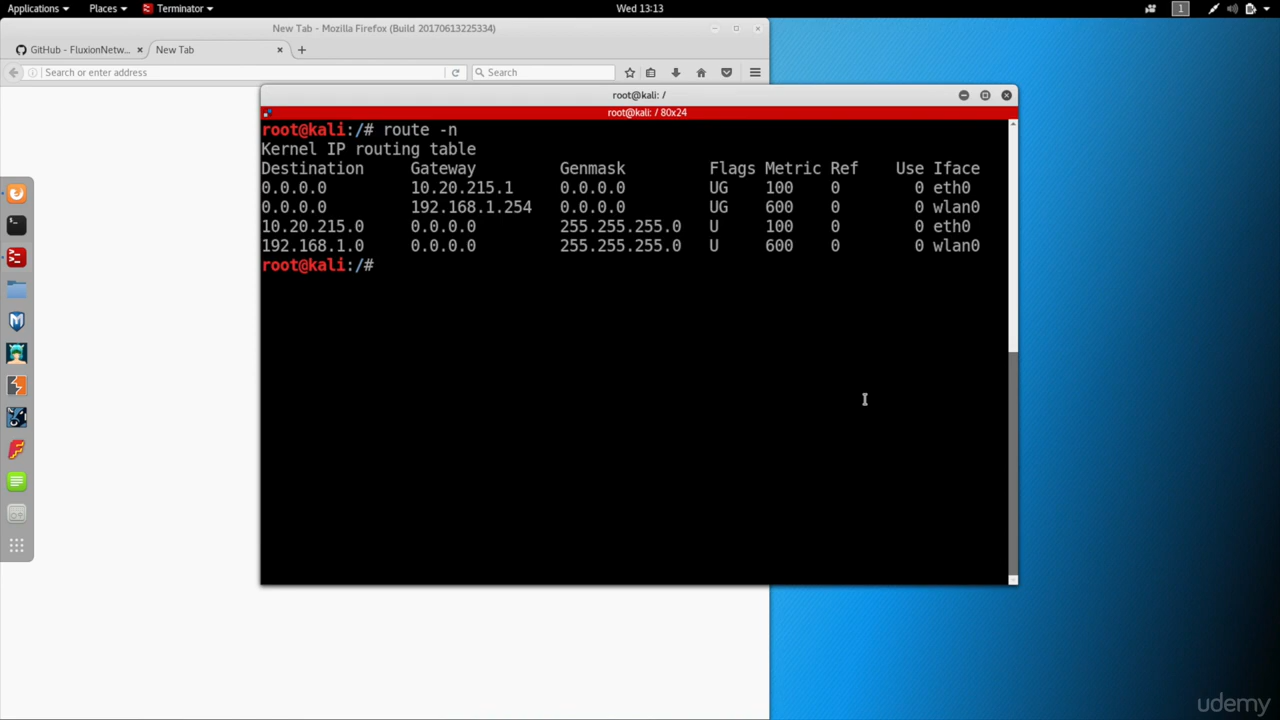 Applications Places Terminator Wed 13:13 1
New Tab - Mozilla Firefox (Build 20170613225334)
GitHub - FluxionNetw... × New Tab × +
Search or enter address Search
root@kali: /
root@kali: / 80x24
root@kali:/# route -n
Kernel IP routing table
Destination Gateway Genmask Flags Metric Ref Use Iface
0.0.0.0 10.20.215.1 0.0.0.0 UG 100 0 0 eth0
0.0.0.0 192.168.1.254 0.0.0.0 UG 600 0 0 wlan0
10.20.215.0 0.0.0.0 255.255.255.0 U 100 0 0 eth0
192.168.1.0 0.0.0.0 255.255.255.0 U 600 0 0 wlan0
root@kali:/#
udemy